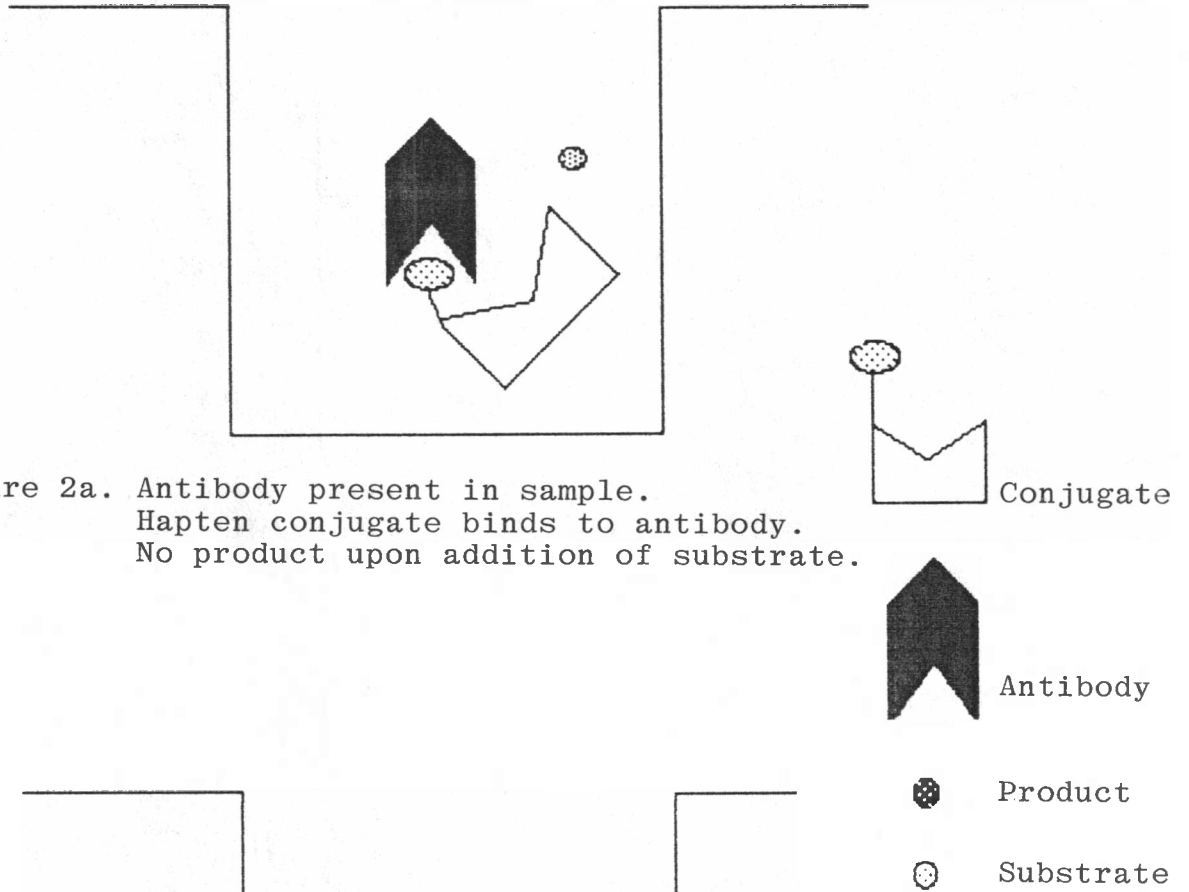 re 2a. Antibody present in sample.
Hapten conjugate binds to antibody.
No product upon addition of substrate.
Conjugate
Antibody
Product
Substrate